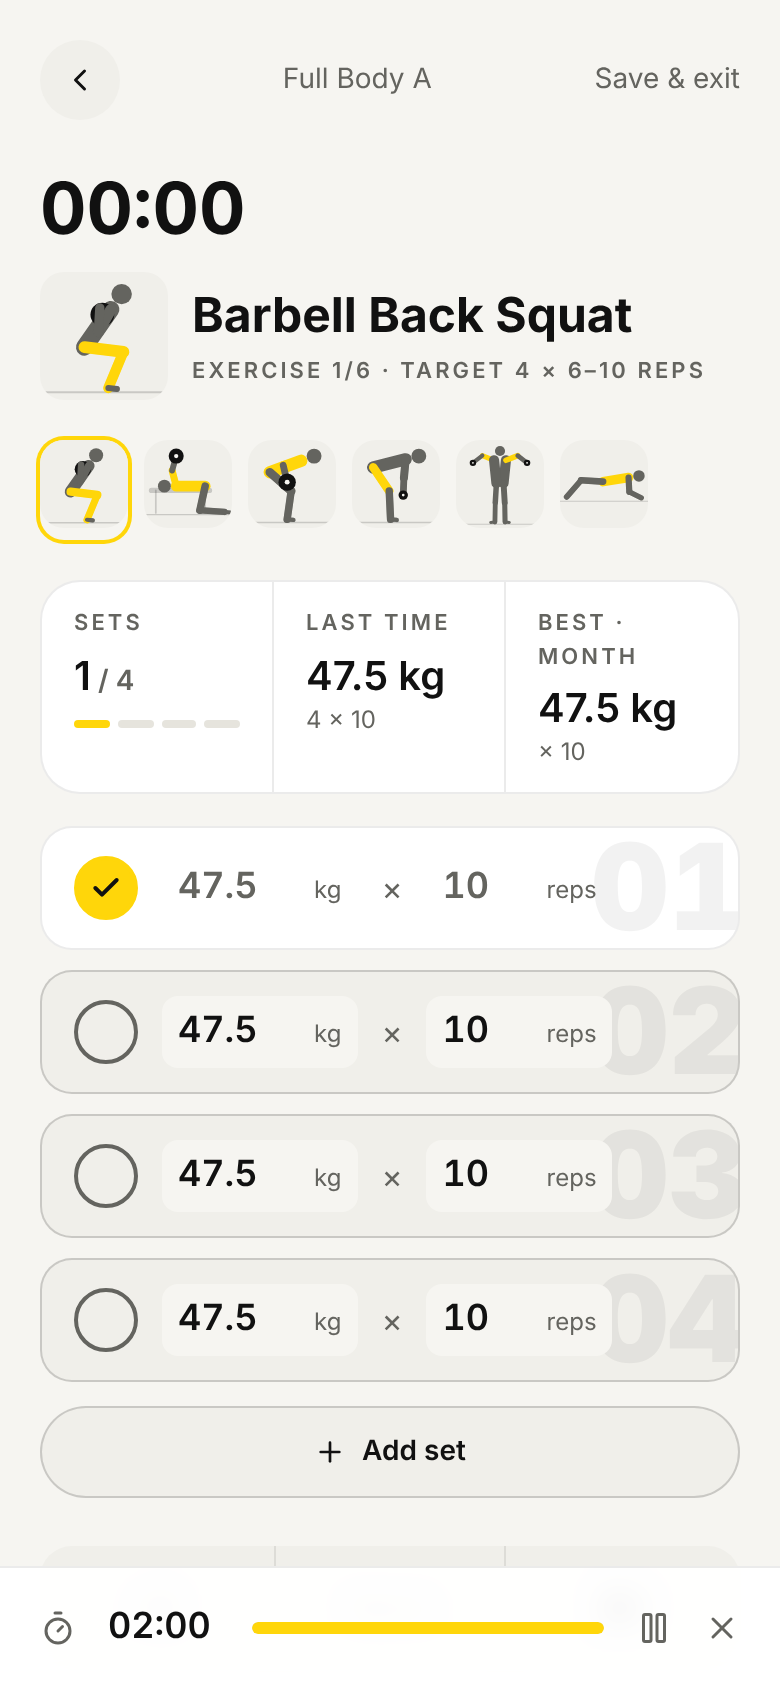 Full Body A
Save & exit
00:00
Barbell Back Squat
EXERCISE 1/6 · TARGET 4 × 6–10 REPS
SETS
1 / 4
LAST TIME
47.5 kg
4 × 10
BEST ·
MONTH
47.5 kg
× 10
47.5 kg × 10 reps 01
47.5 kg × 10 reps 02
47.5 kg × 10 reps 03
47.5 kg × 10 reps 04
+ Add set
02:00